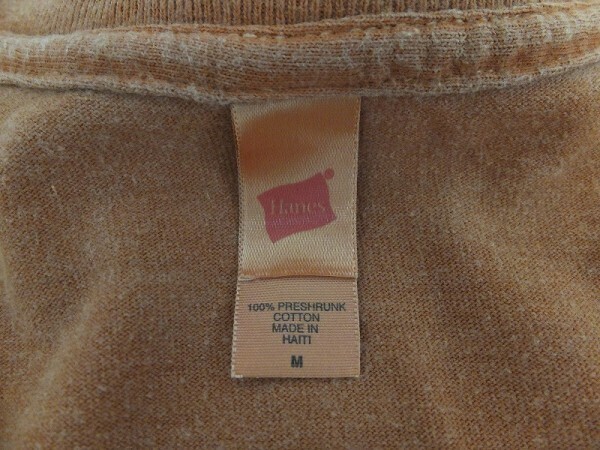 Hanes
100% PRESHRUNK
COTTON
MADE IN
HAITI
M